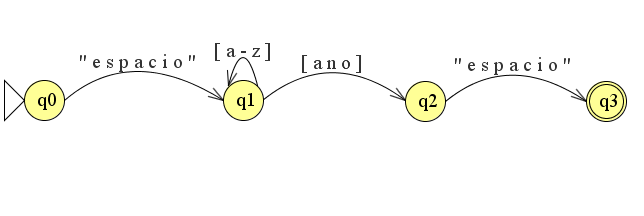 "espacio"
[a-z]
[ano]
"espacio"
q0
q1
q2
q3